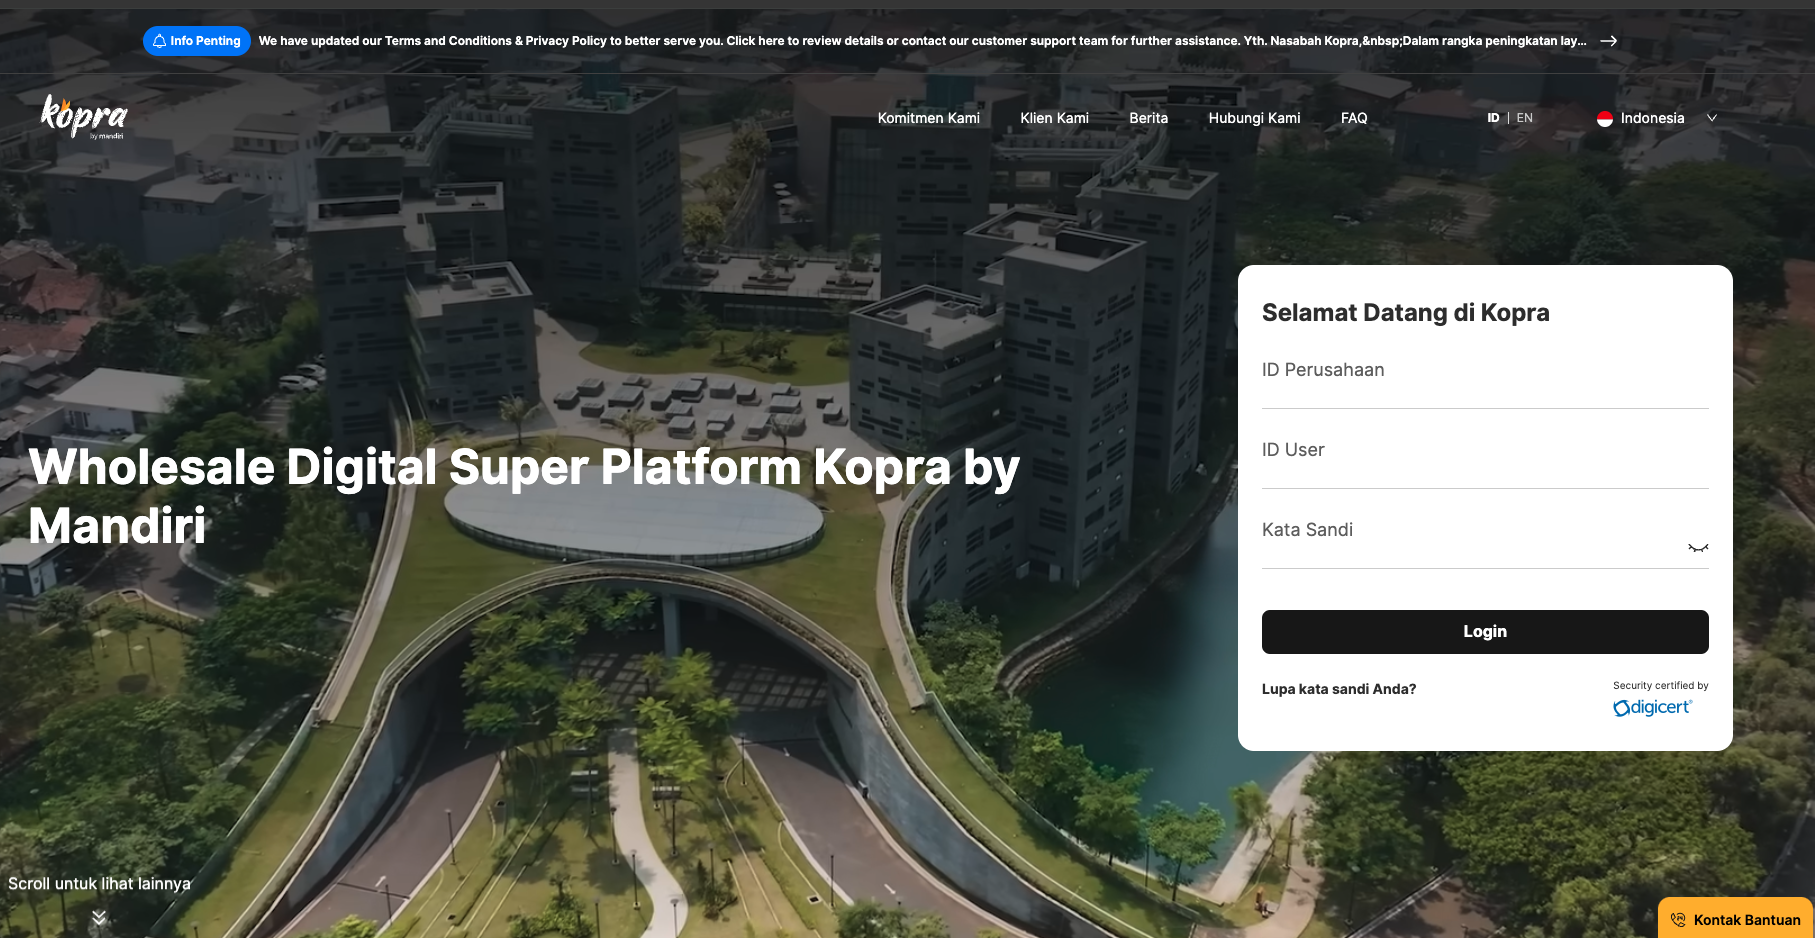 Info Penting We have updated our Terms and Conditions & Privacy Policy to better serve you. Click here to review details or contact our customer support team for further assistance. Yth. Nasabah Kopra,&nbsp;Dalam rangka peningkatan lay...
kopra
by mandiri
Komitmen Kami Klien Kami Berita Hubungi Kami FAQ ID | EN Indonesia
Selamat Datang di Kopra
ID Perusahaan
ID User
Kata Sandi
Login
Lupa kata sandi Anda?
Security certified by
digicert®
Wholesale Digital Super Platform Kopra by
Mandiri
Scroll untuk lihat lainnya
Kontak Bantuan